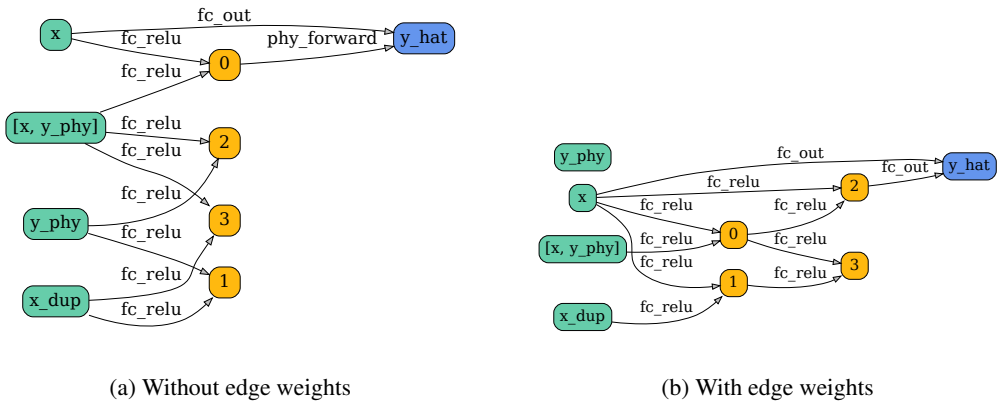 fc_out
x
fc_relu
phy_forward
y_hat
0
fc_relu
[x, y_phy]
fc_relu
2
fc_relu
fc_relu
y_phy
3
fc_relu
fc_relu
1
x_dup
fc_relu
y_phy
fc_out
y_hat
fc_relu
fc_out
2
x
fc_relu
fc_relu
0
[x, y_phy]
fc_relu
fc_relu
fc_relu
3
fc_relu
1
x_dup
fc_relu
(a) Without edge weights
(b) With edge weights